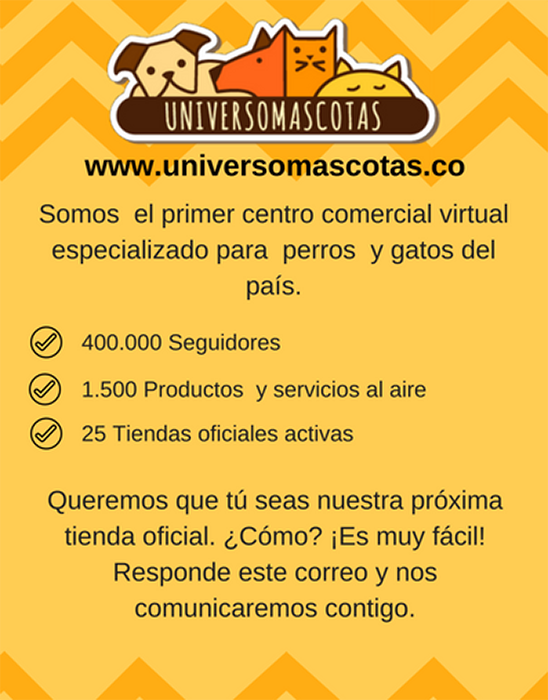 UNIVERSOMASCOTAS
www.universomascotas.co
Somos el primer centro comercial virtual
especializado para perros y gatos del
país.
400.000 Seguidores
1.500 Productos y servicios al aire
25 Tiendas oficiales activas
Queremos que tú seas nuestra próxima
tienda oficial. ¿Cómo? ¡Es muy fácil!
Responde este correo y nos
comunicaremos contigo.